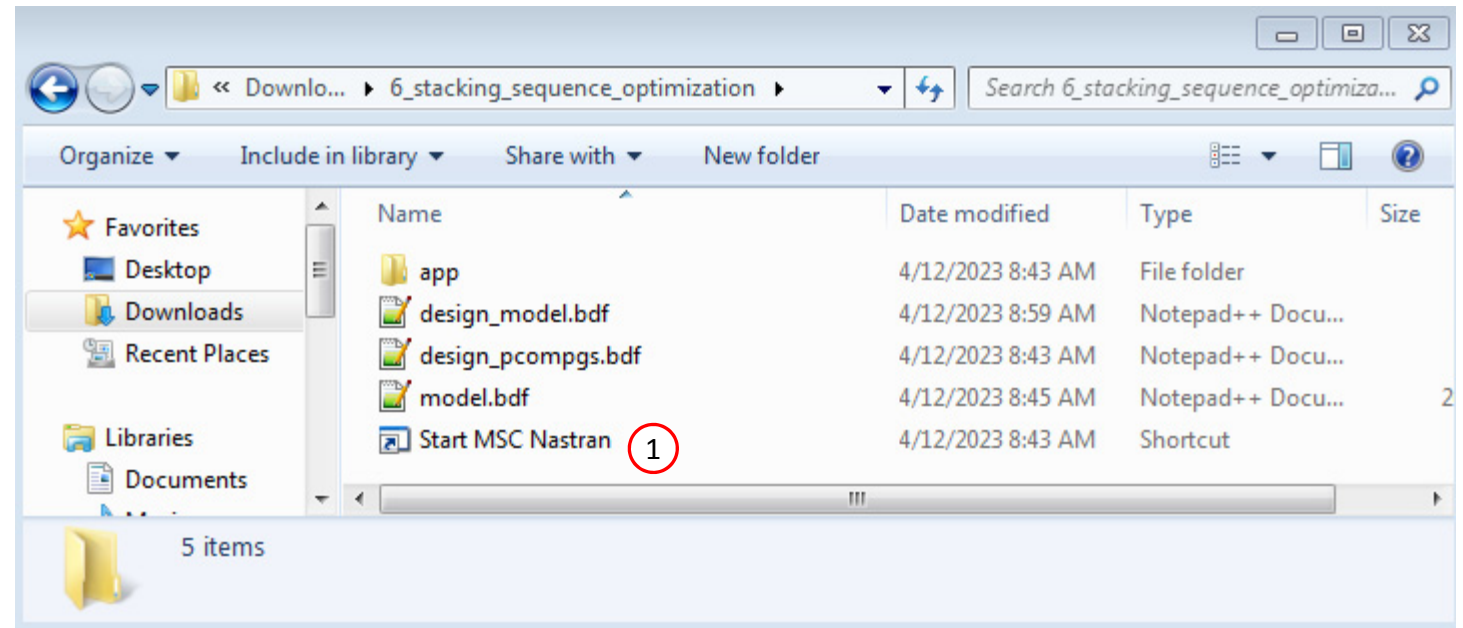 « Downlo... 6_stacking_sequence_optimization Search 6_stacking_sequence_optimiza...
Organize Include in library Share with New folder
Name Date modified Type Size
Favorites
Desktop app 4/12/2023 8:43 AM File folder
Downloads design_model.bdf 4/12/2023 8:59 AM Notepad++ Docu...
Recent Places design_pcompgs.bdf 4/12/2023 8:43 AM Notepad++ Docu...
model.bdf 4/12/2023 8:45 AM Notepad++ Docu... 2
Libraries Start MSC Nastran 1 4/12/2023 8:43 AM Shortcut
Documents
5 items